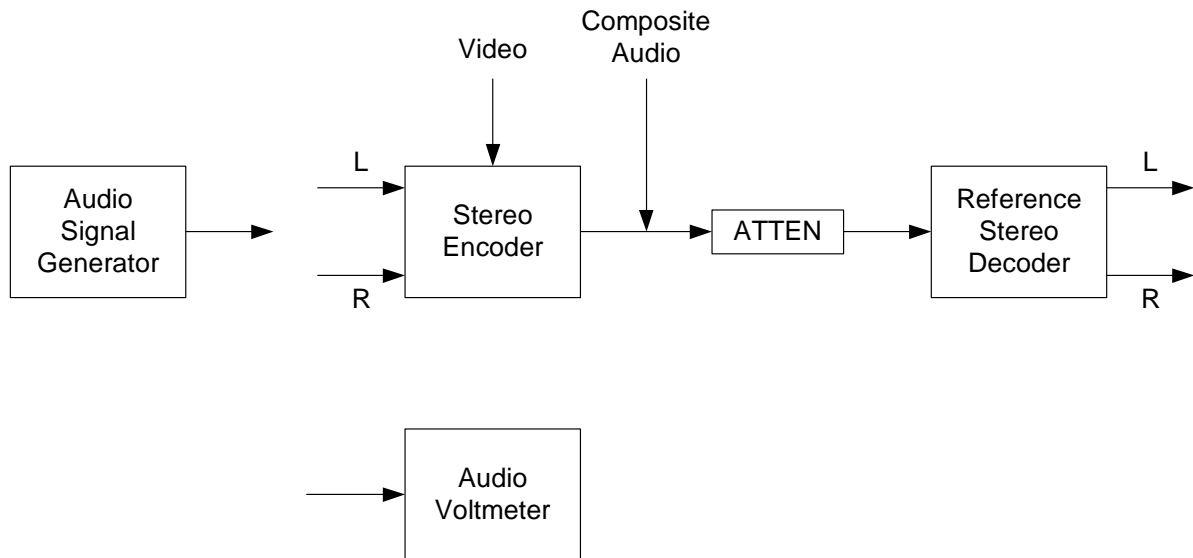 Video
Composite
Audio
Audio
Signal
Generator
L
R
Stereo
Encoder
ATTEN
Reference
Stereo
Decoder
L
R
Audio
Voltmeter